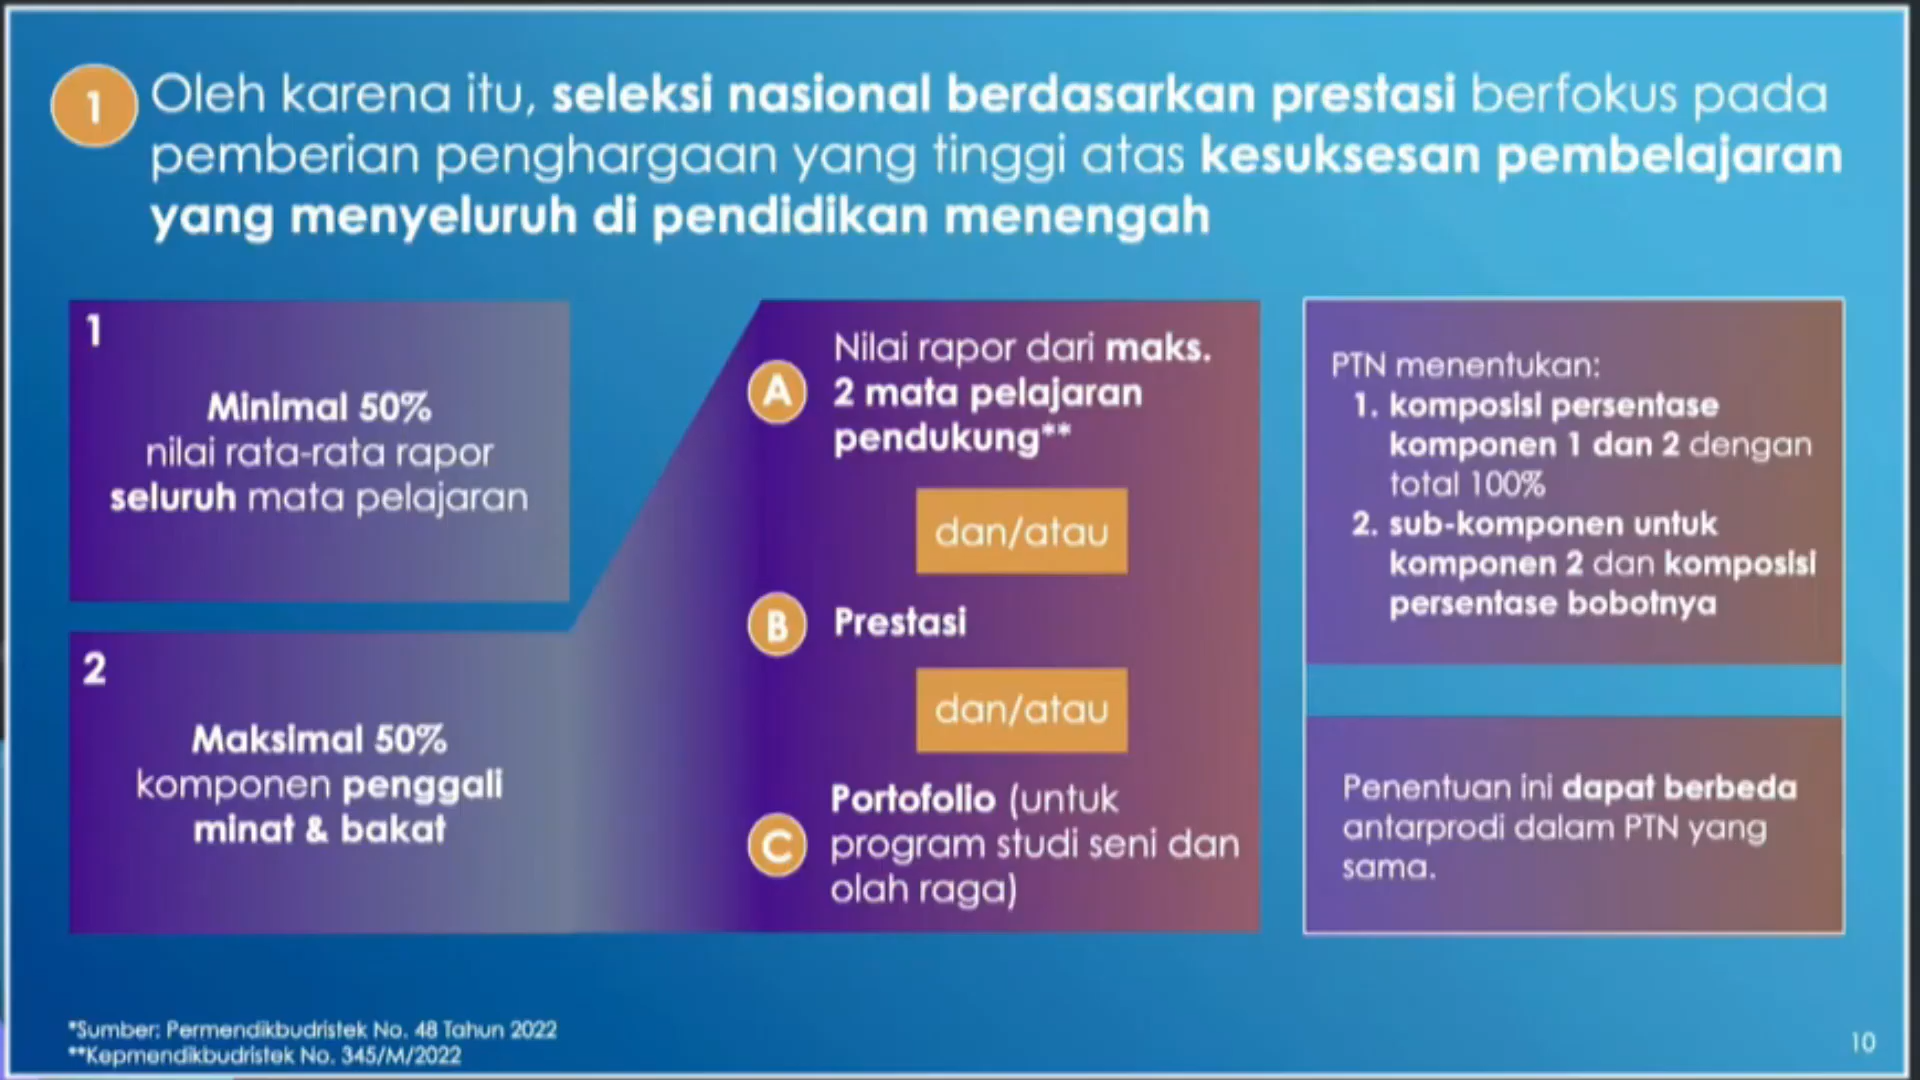 1
Oleh karena itu, seleksi nasional berdasarkan prestasi berfokus pada
pemberian penghargaan yang tinggi atas kesuksesan pembelajaran
yang menyeluruh di pendidikan menengah
1
Minimal 50%
nilai rata-rata rapor
seluruh mata pelajaran
2
Maksimal 50%
komponen penggali
minat & bakat
A
Nilai rapor dari maks.
2 mata pelajaran
pendukung**
dan/atau
B
Prestasi
dan/atau
C
Portofolio (untuk
program studi seni dan
olah raga)
PTN menentukan:
1. komposisi persentase
komponen 1 dan 2 dengan
total 100%
2. sub-komponen untuk
komponen 2 dan komposisi
persentase bobotnya
Penentuan ini dapat berbeda
antarprodi dalam PTN yang
sama.
*Sumber: Permendikbudristek No. 48 Tahun 2022
**Kepmendikbudristek No. 345/M/2022
10